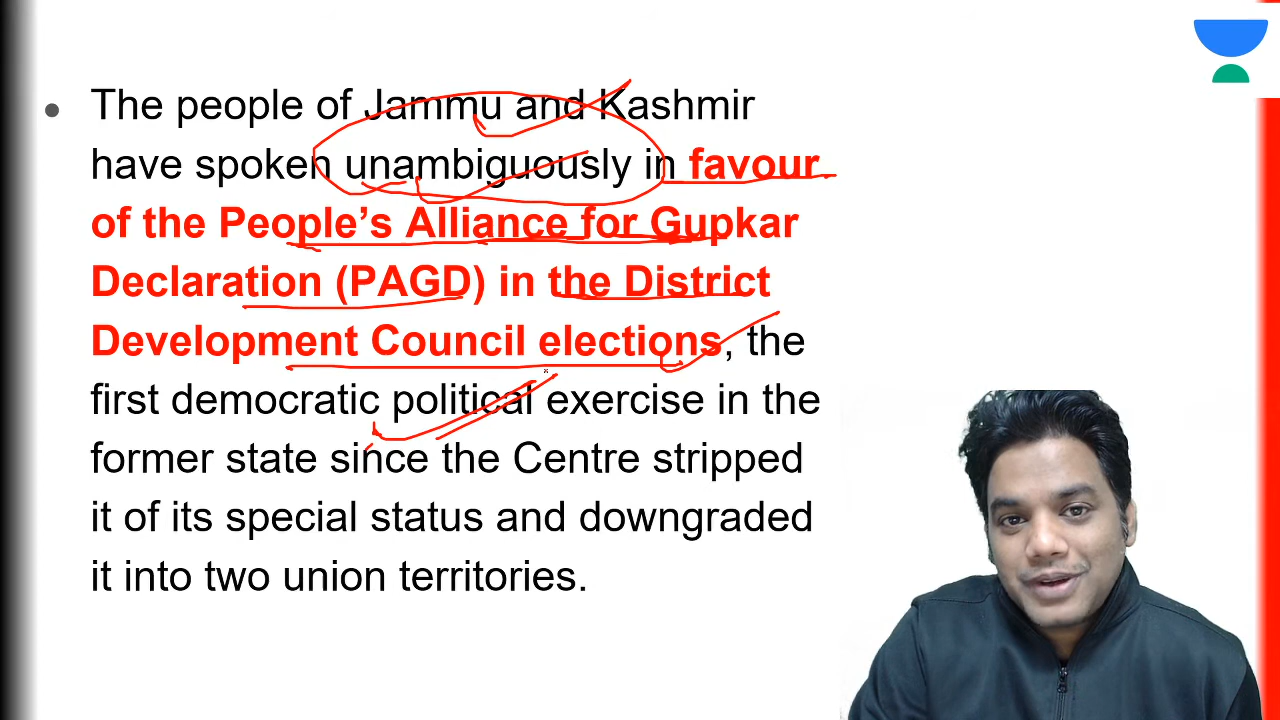 The people of Jammu and Kashmir
have spoken unambiguously in favour
of the People’s Alliance for Gupkar
Declaration (PAGD) in the District
Development Council elections, the
first democratic political exercise in the
former state since the Centre stripped
it of its special status and downgraded
it into two union territories.